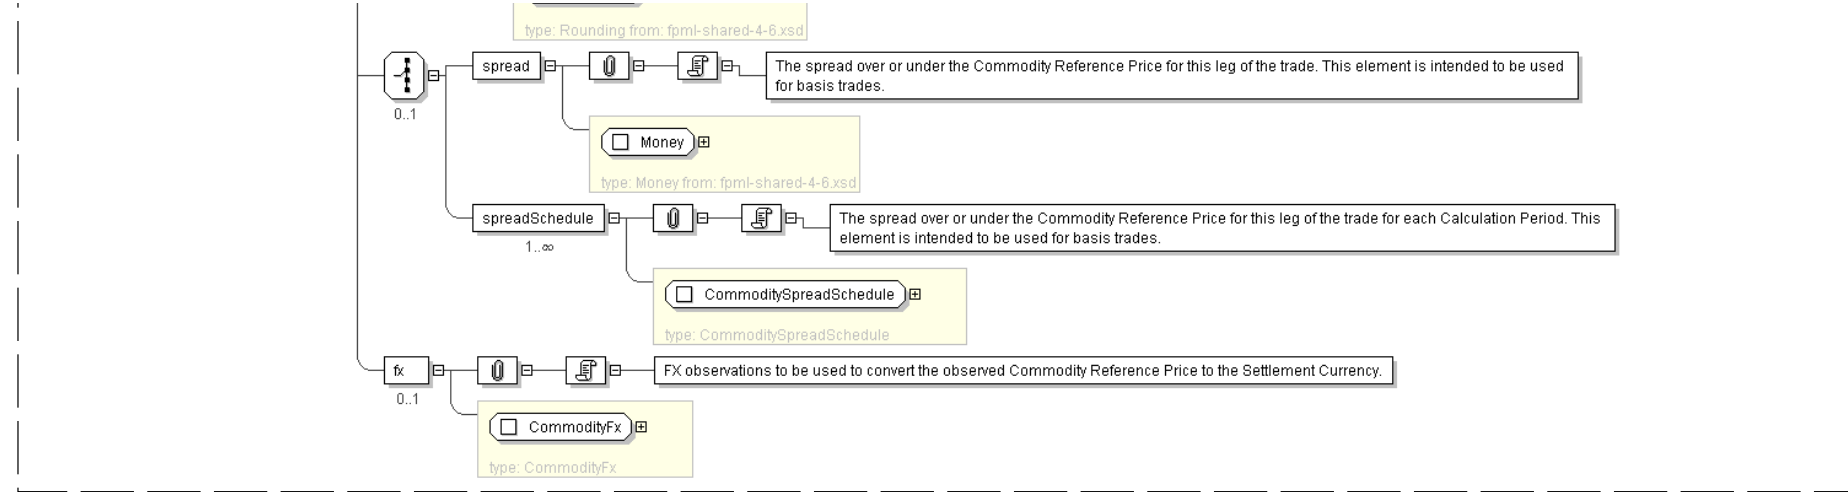 type: Rounding from: fpml-shared-4-6.xsd
spread
The spread over or under the Commodity Reference Price for this leg of the trade. This element is intended to be used
for basis trades.
0..1
Money
type: Money from: fpml-shared-4-6.xsd
spreadSchedule
The spread over or under the Commodity Reference Price for this leg of the trade for each Calculation Period. This
element is intended to be used for basis trades.
1..∞
CommoditySpreadSchedule
type: CommoditySpreadSchedule
fx
FX observations to be used to convert the observed Commodity Reference Price to the Settlement Currency.
0..1
CommodityFx
type: CommodityFx